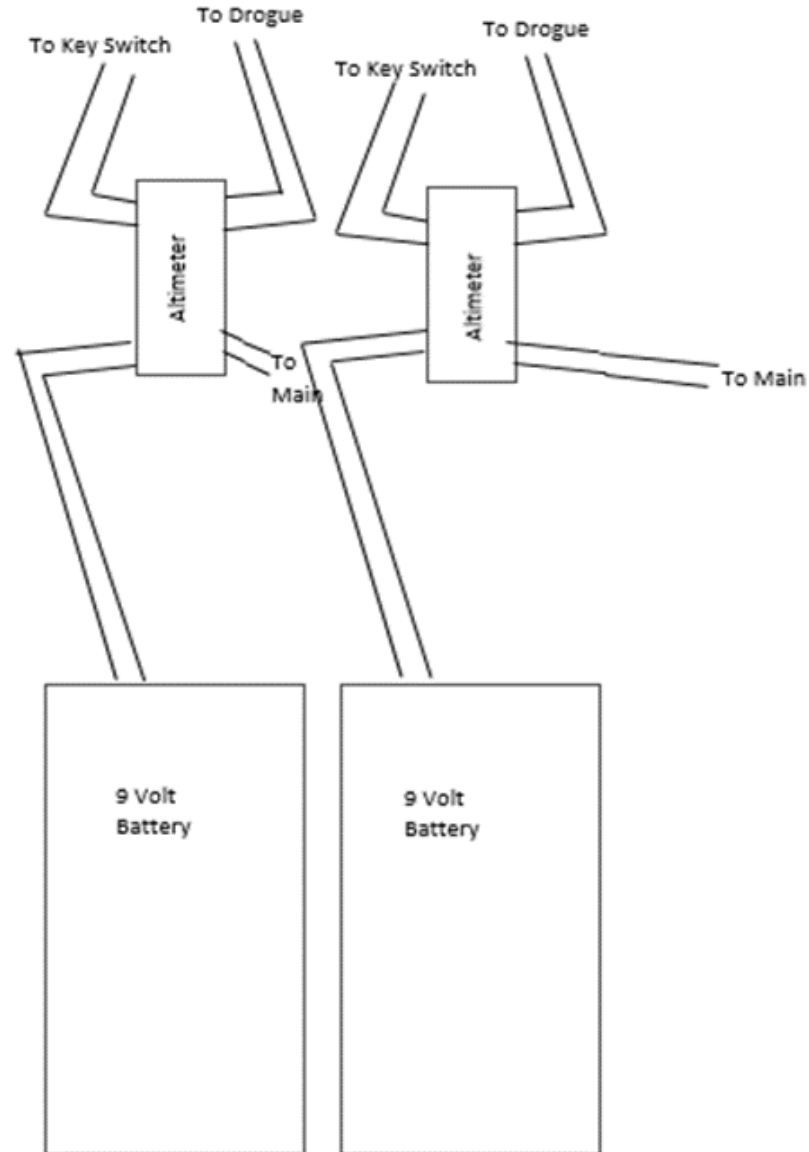 To Drogue
To Key Switch
To Drogue
To Key Switch
Altimeter
Altimeter
To
Main
To Main
9 Volt
Battery
9 Volt
Battery